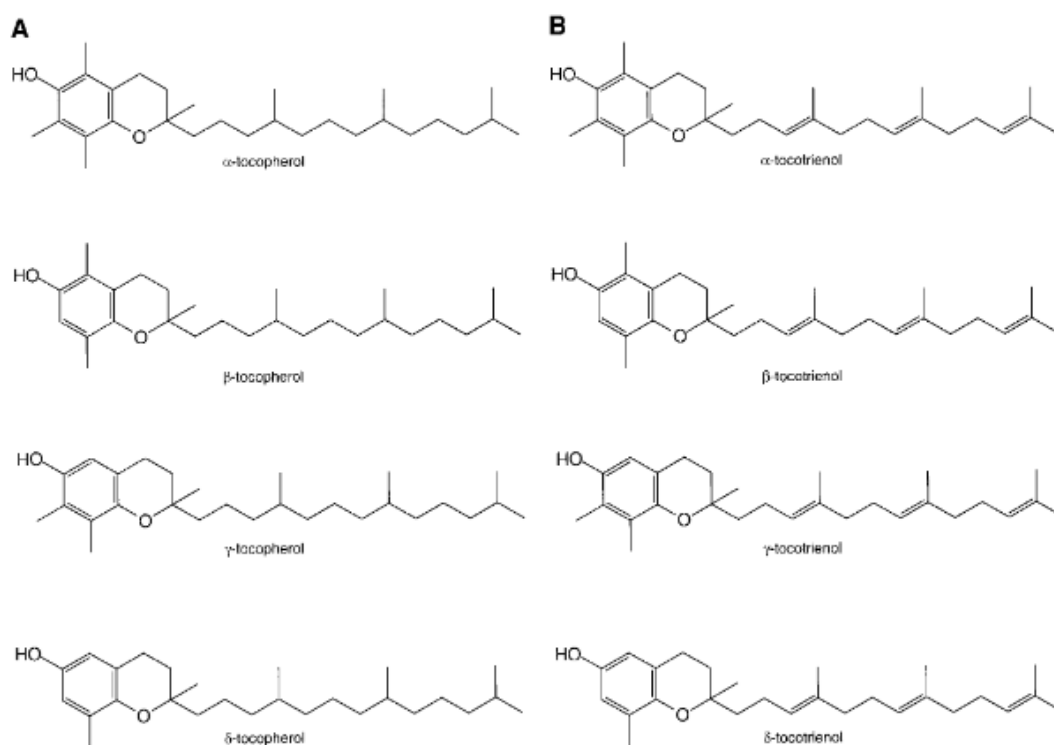 A
B
HO
O
α-tocopherol
HO
O
α-tocotrienol
HO
O
β-tocopherol
HO
O
β-tocotrienol
HO
O
γ-tocopherol
HO
O
γ-tocotrienol
HO
O
δ-tocopherol
HO
O
δ-tocotrienol